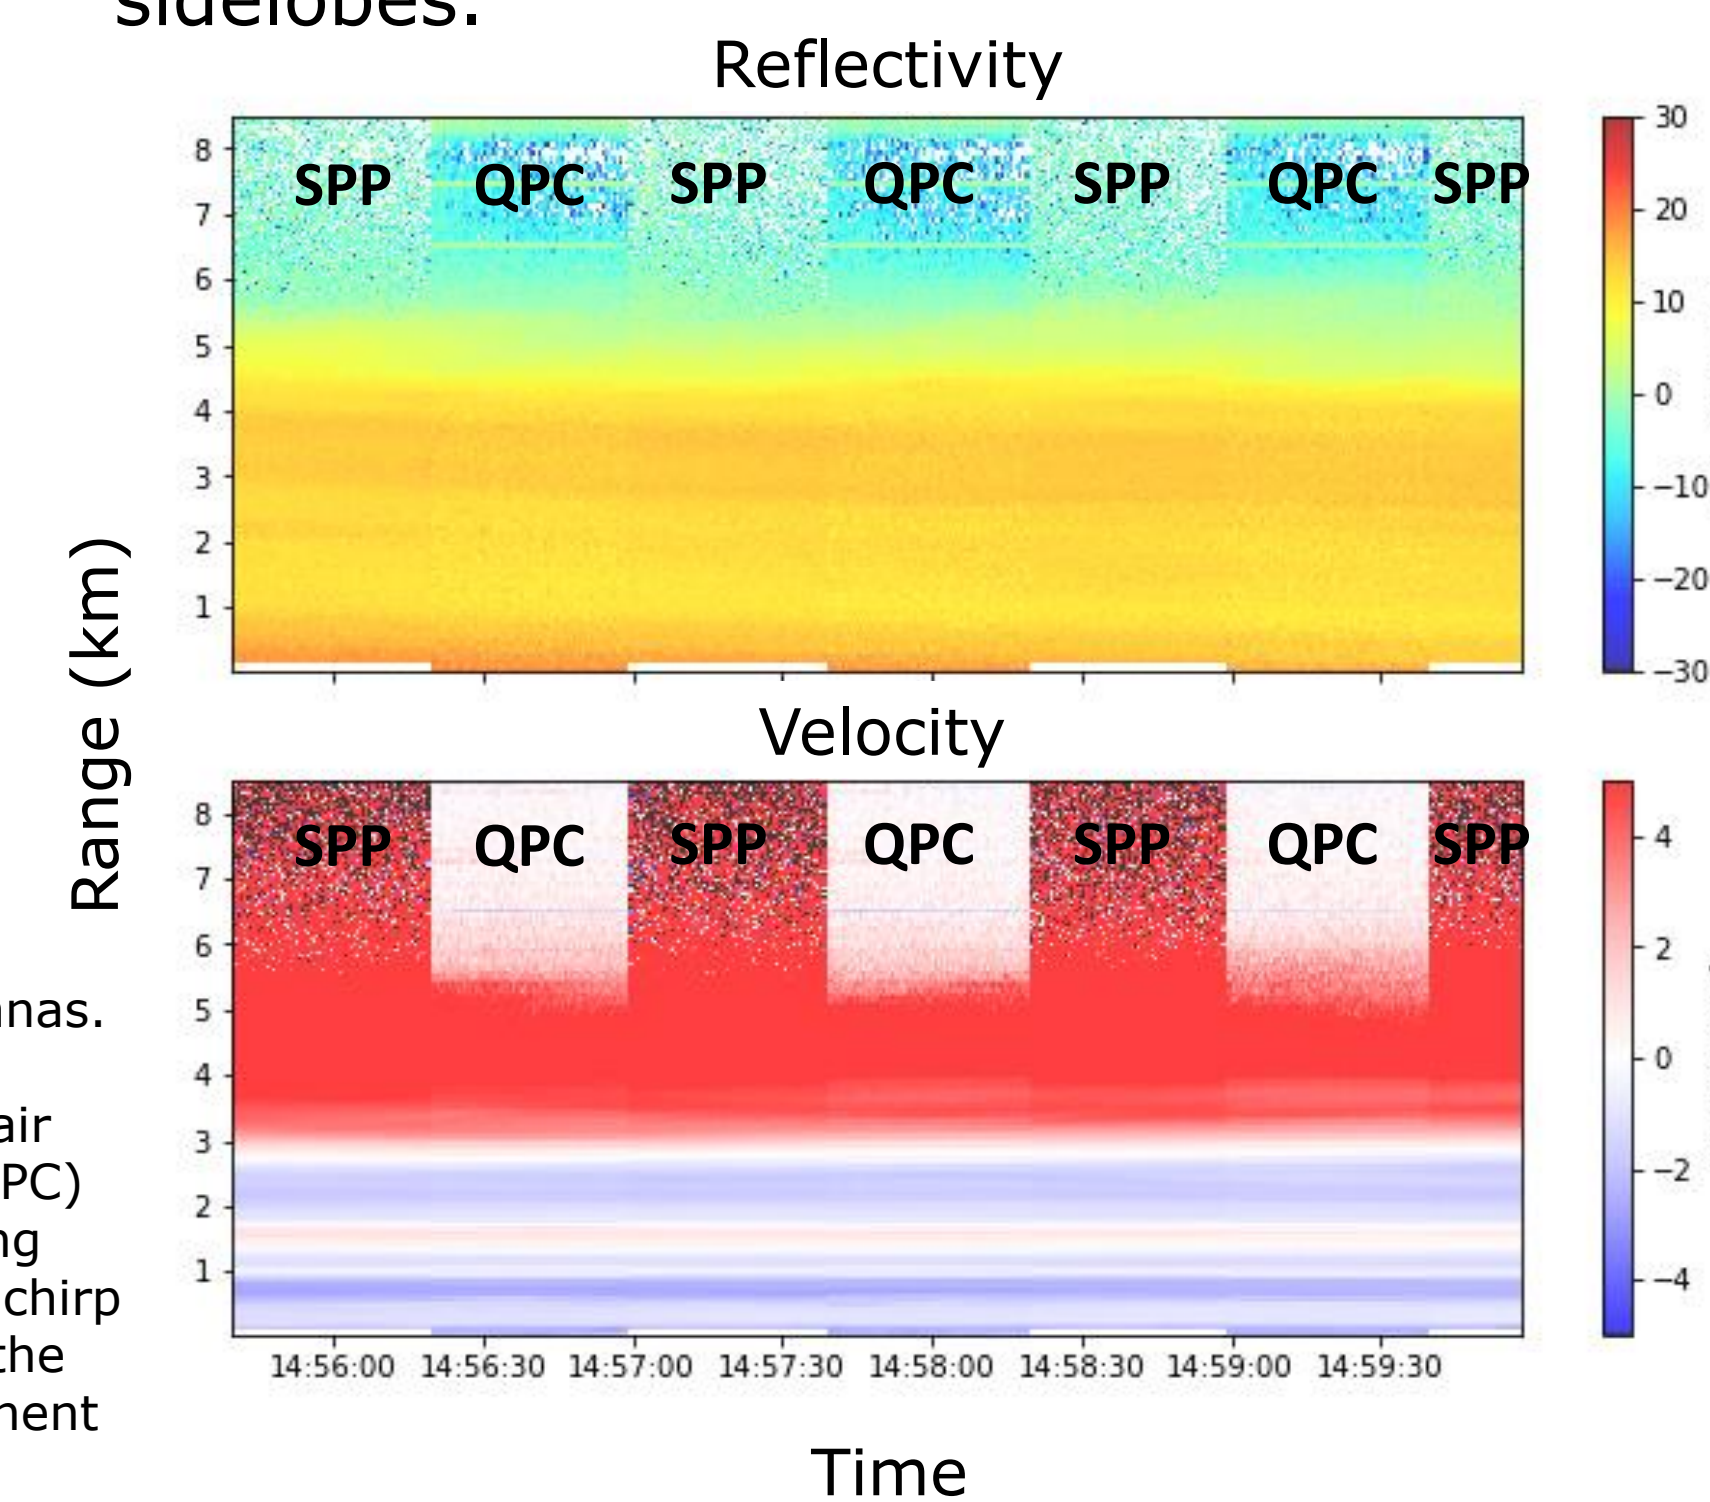 sidelobes.
Reflectivity
8
7
6
5
4
3
2
1
SPP QPC SPP QPC SPP QPC SPP
30
20
10
0
−10
−20
−30
Range (km)
Velocity
8
7
6
5
4
3
2
1
SPP QPC SPP QPC SPP QPC SPP
4
2
0
−2
−4
14:56:00 14:56:30 14:57:00 14:57:30 14:58:00 14:58:30 14:59:00 14:59:30
Time
nnas.
air
PC)
ng
chirp
the
nent